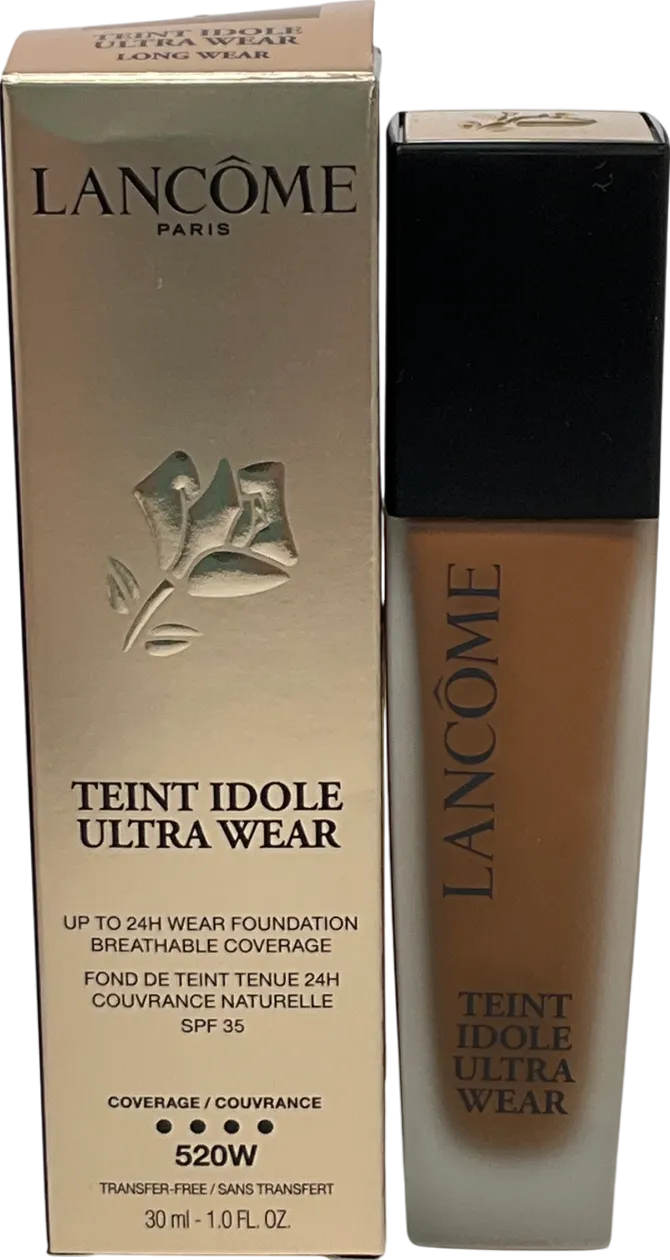 TEINT IDOLE
ULTRA WEAR
LONG WEAR
LANCÔME
PARIS
TEINT IDOLE
ULTRA WEAR
UP TO 24H WEAR FOUNDATION
BREATHABLE COVERAGE
FOND DE TEINT TENUE 24H
COUVRANCE NATURELLE
SPF 35
COVERAGE / COUVRANCE
520W
TRANSFER-FREE / SANS TRANSFERT
30 ml - 1.0 FL. OZ.
LANCÔME
TEINT
IDOLE
ULTRA
WEAR